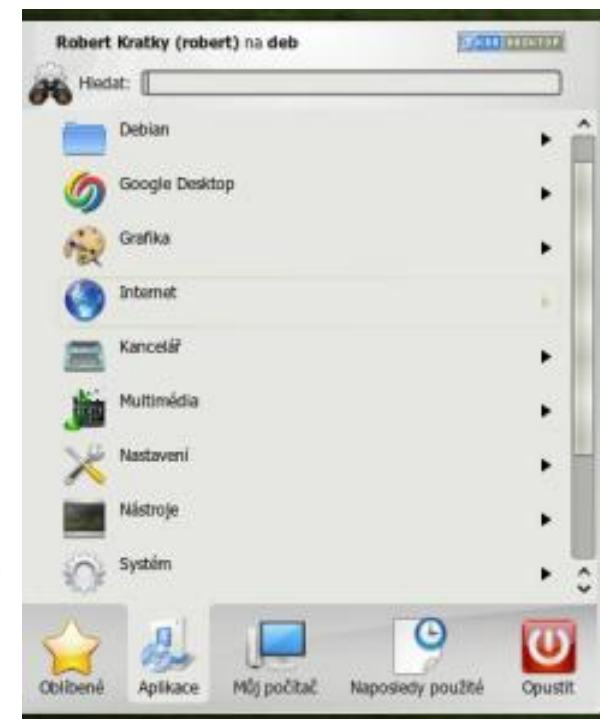 Robert Kratky (robert) na deb
Hledat:
Debian
Google Desktop
Grafika
Internet
Kancelář
Multimédia
Nastavení
Nástroje
Systém
Oblíbené
Aplikace
Můj počítač
Naposledy použité
Opustit